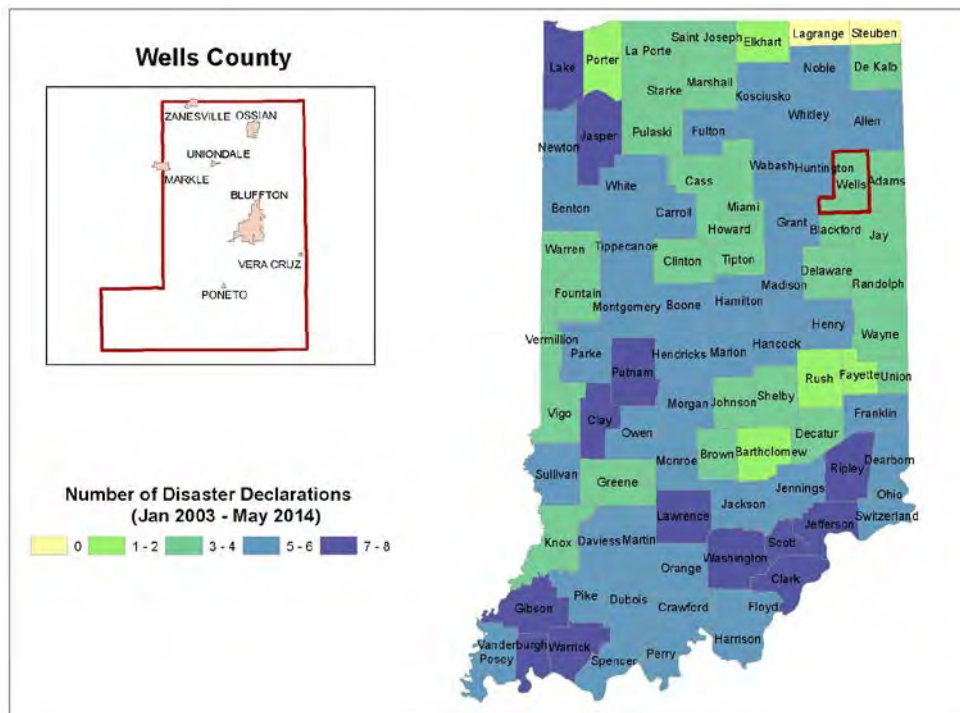 Wells County
ZANESVILLE
OSSIAN
UNIONDALE
MARKLE
BLUFFTON
VERA CRUZ
PONETO
Number of Disaster Declarations
(Jan 2003 - May 2014)
0
1 - 2
3 - 4
5 - 6
7 - 8
Lake
Porter
La Porte
Saint Joseph
Elkhart
Lagrange
Steuben
Noble
De Kalb
Starke
Marshall
Kosciusko
Whitley
Allen
Newton
Jasper
Pulaski
Fulton
Wabash
Huntington
Wells
Adams
White
Cass
Miami
Benton
Carroll
Howard
Grant
Blackford
Jay
Warren
Tippecanoe
Clinton
Tipton
Delaware
Randolph
Fountain
Montgomery
Boone
Hamilton
Madison
Henry
Wayne
Vermillion
Parke
Putnam
Hendricks
Marion
Hancock
Rush
Fayette
Union
Vigo
Clay
Owen
Morgan
Johnson
Shelby
Decatur
Franklin
Sullivan
Greene
Monroe
Brown
Bartholomew
Jennings
Ripley
Dearborn
Ohio
Switzerland
Knox
Daviess
Martin
Lawrence
Jackson
Jefferson
Scott
Washington
Clark
Orange
Gibson
Pike
Dubois
Crawford
Floyd
Harrison
Vanderburgh
Posey
Warrick
Spencer
Perry